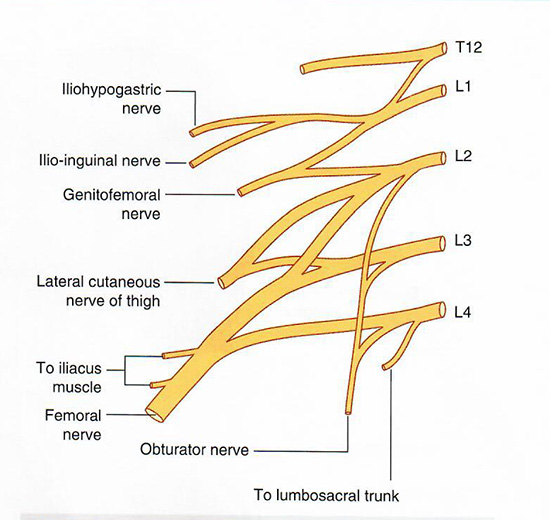 T12
L1
Iliohypogastric
nerve
Ilio-inguinal nerve
L2
Genitofemoral
nerve
L3
Lateral cutaneous
nerve of thigh
L4
To iliacus
muscle
Femoral
nerve
Obturator nerve
To lumbosacral trunk